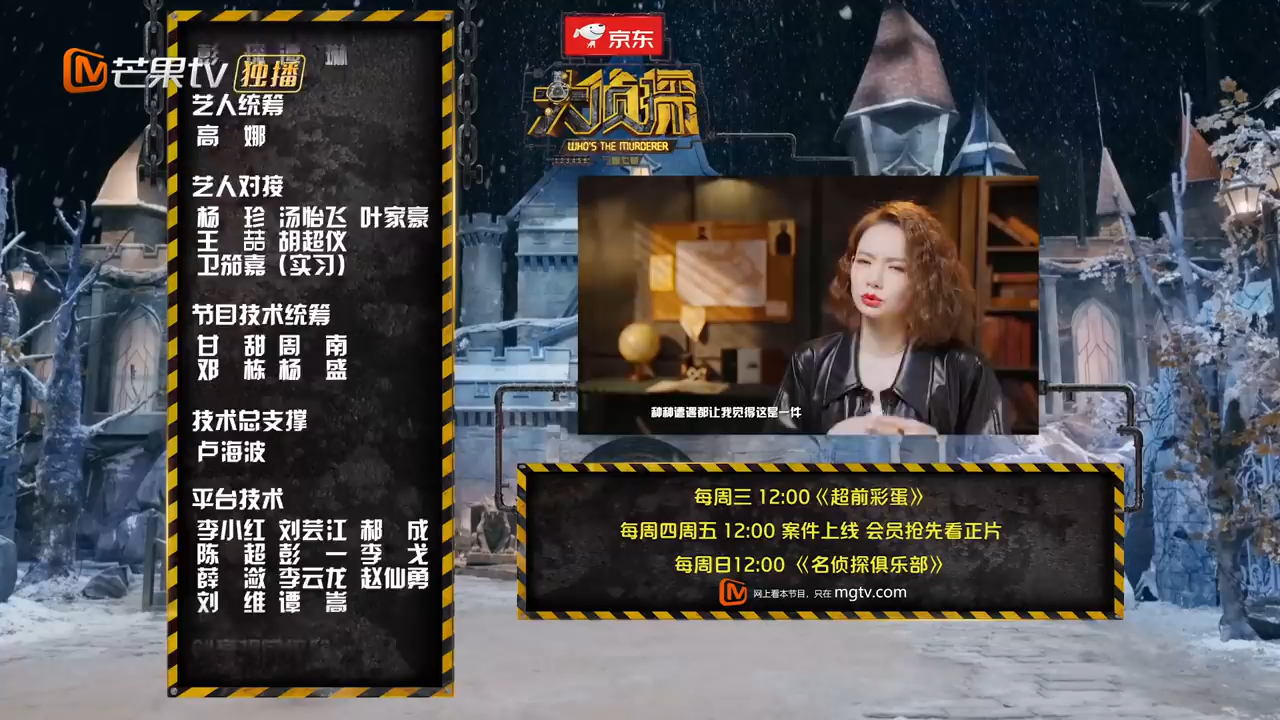 芒果tv 独播
艺人统筹
高 娜
艺人对接
杨 珍 汤怡飞 叶家豪
王 喆 胡超仪
卫笳嘉（实习）
节目技术统筹
甘 甜 周 南
邓 栋 杨 盛
技术总支撑
卢海波
平台技术
李小红 刘芸江 郝 成
陈 超 彭 一 李 戈
薛 潋 李云龙 赵仙勇
刘 维 谭 嵩
京东
大侦探
WHO'S THE MURDERER
种种遭遇都让我觉得这是一件
每周三 12:00《超前彩蛋》
每周四周五 12:00 案件上线 会员抢先看正片
每周日12:00 《名侦探俱乐部》
网上看本节目，只在 mgtv.com